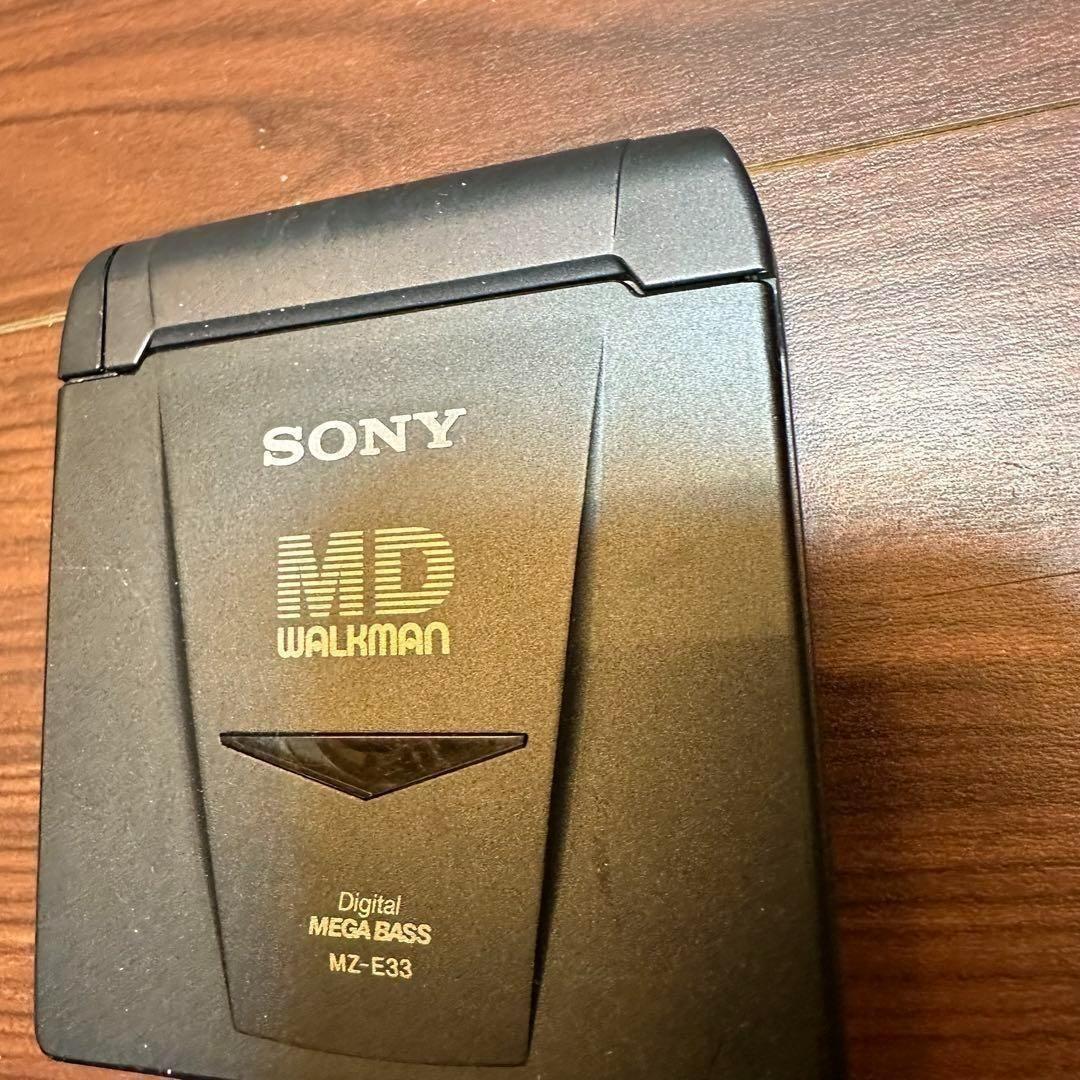 SONY
MD
WALKMAN
Digital
MEGA BASS
MZ-E33